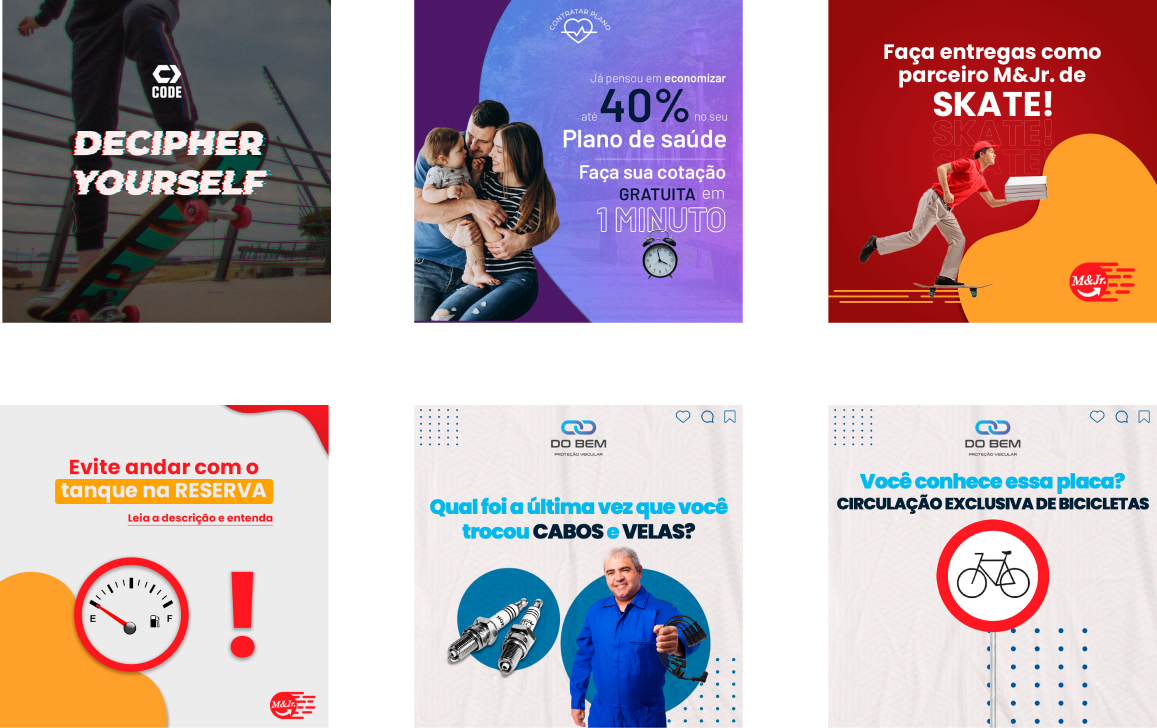 CODE
DECIPHER
YOURSELF
CONTRATAR PLANO
Já pensou em economizar
até 40% no seu
Plano de saúde
Faça sua cotação
GRATUITA em
1 MINUTO
Faça entregas como
parceiro M&Jr. de
SKATE!
SKATE!
SKATE!
M&Jr.
Evite andar com o
tanque na RESERVA
Leia a descrição e entenda
E F
M&Jr.
DO BEM
PROTEÇÃO VEICULAR
Qual foi a última vez que você
trocou CABOS e VELAS?
DO BEM
PROTEÇÃO VEICULAR
Você conhece essa placa?
CIRCULAÇÃO EXCLUSIVA DE BICICLETAS